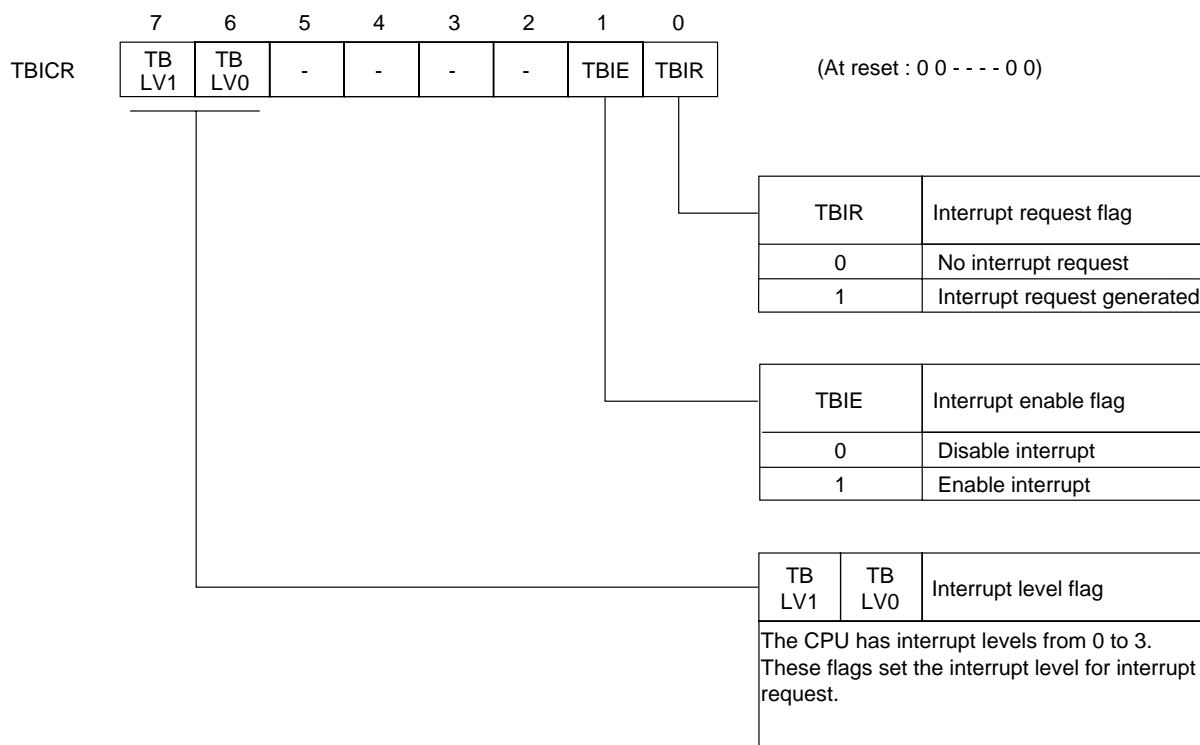 7 6 5 4 3 2 1 0
TBICR
TB LV1
TB LV0
- - - -
TBIE
TBIR
(At reset : 0 0 - - - - 0 0)
TBIR Interrupt request flag
0 No interrupt request
1 Interrupt request generated
TBIE Interrupt enable flag
0 Disable interrupt
1 Enable interrupt
TB LV1
TB LV0
Interrupt level flag
The CPU has interrupt levels from 0 to 3.
These flags set the interrupt level for interrupt
request.